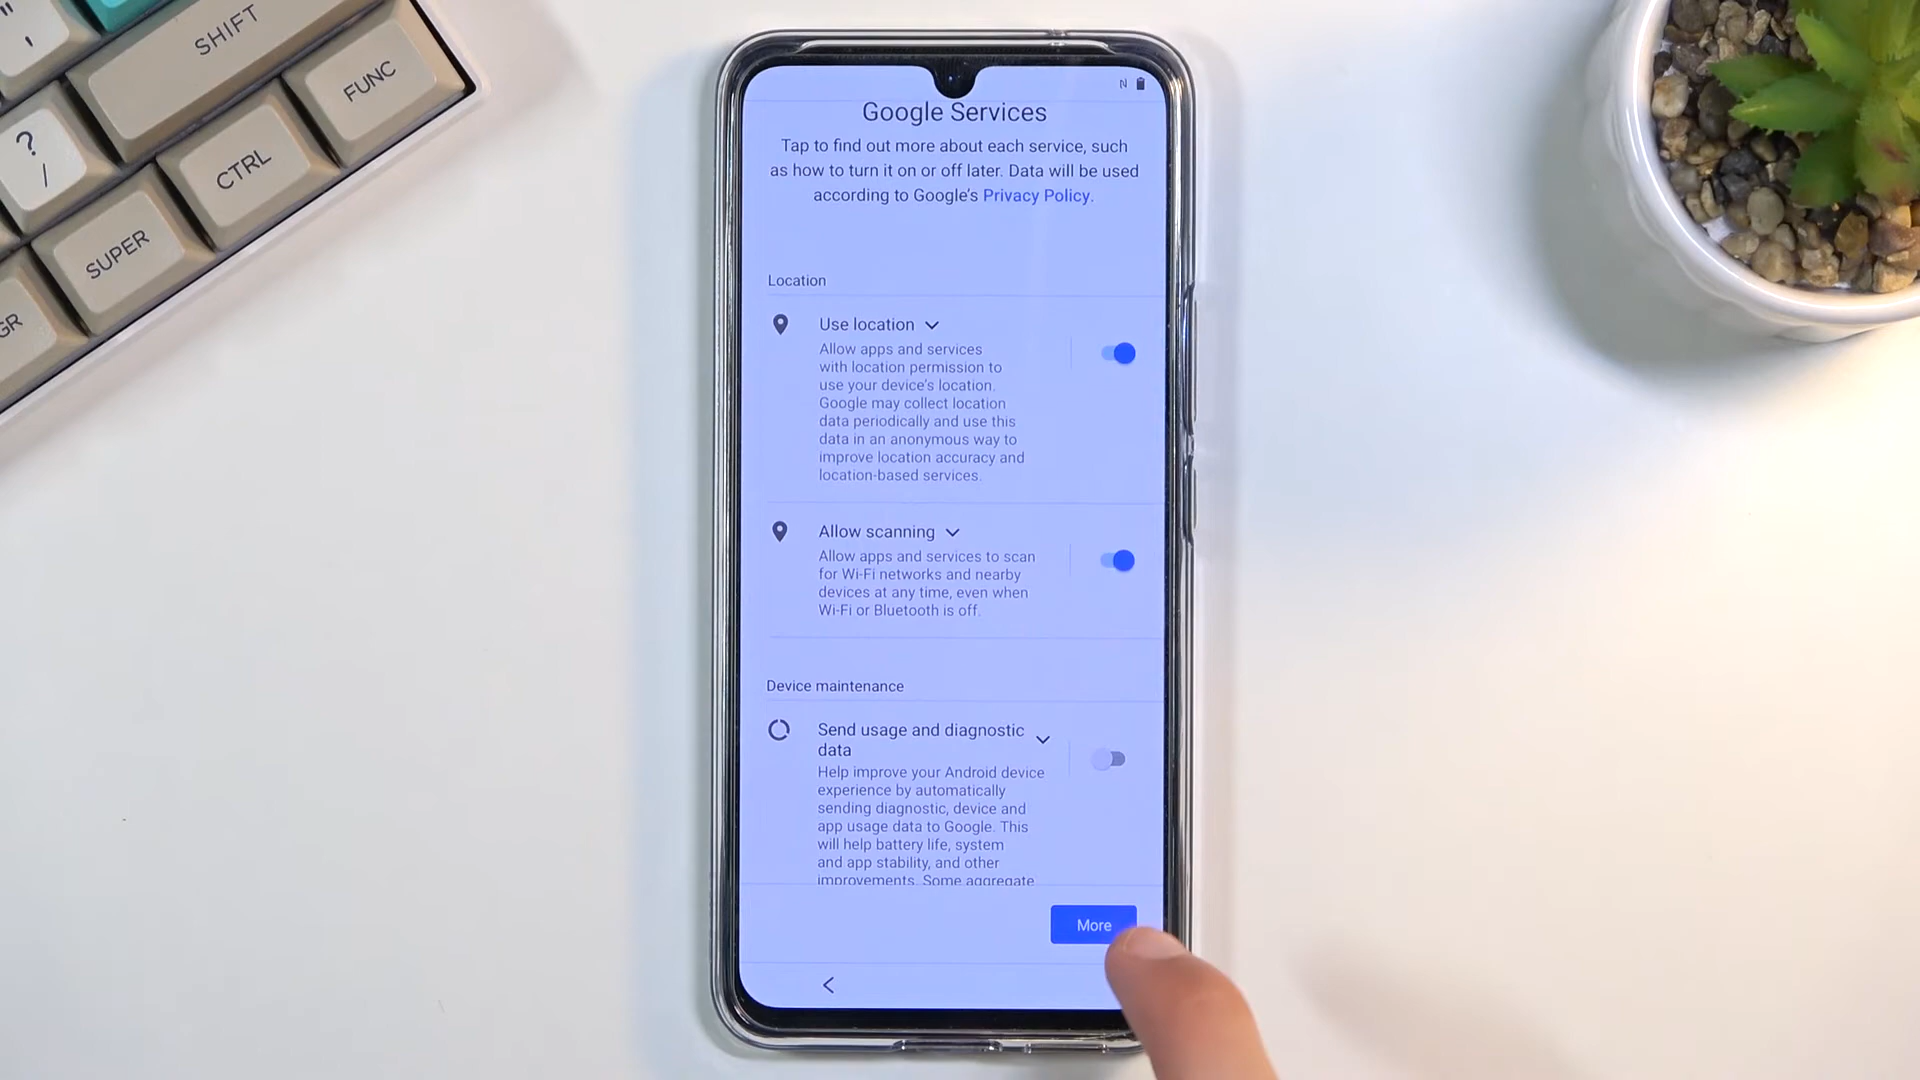 "
'
SHIFT
FUNC
?
/
CTRL
SUPER
GR
N
Google Services
Tap to find out more about each service, such
as how to turn it on or off later. Data will be used
according to Google's Privacy Policy.
Location
Use location
Allow apps and services
with location permission to
use your device's location.
Google may collect location
data periodically and use this
data in an anonymous way to
improve location accuracy and
location-based services.
Allow scanning
Allow apps and services to scan
for Wi-Fi networks and nearby
devices at any time, even when
Wi-Fi or Bluetooth is off.
Device maintenance
Send usage and diagnostic
data
Help improve your Android device
experience by automatically
sending diagnostic, device and
app usage data to Google. This
will help battery life, system
and app stability, and other
improvements. Some aggregate
More